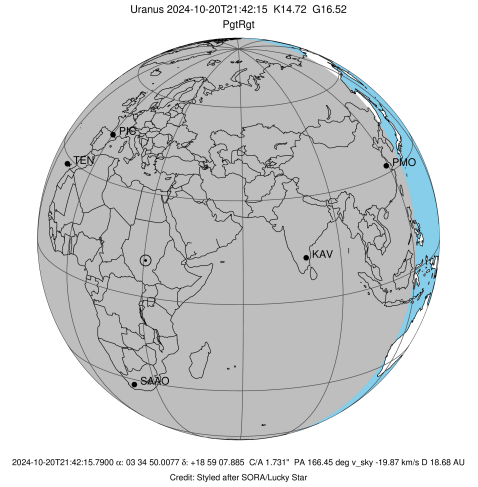 Uranus 2024-10-20T21:42:15 K14.72 G16.52
PgtRgt
PIC
TEN
PMO
KAV
SAAO
2024-10-20T21:42:15.7900 α: 03 34 50.0077 δ: +18 59 07.885 C/A 1.731" PA 166.45 deg v_sky -19.87 km/s D 18.68 AU
Credit: Styled after SORA/Lucky Star